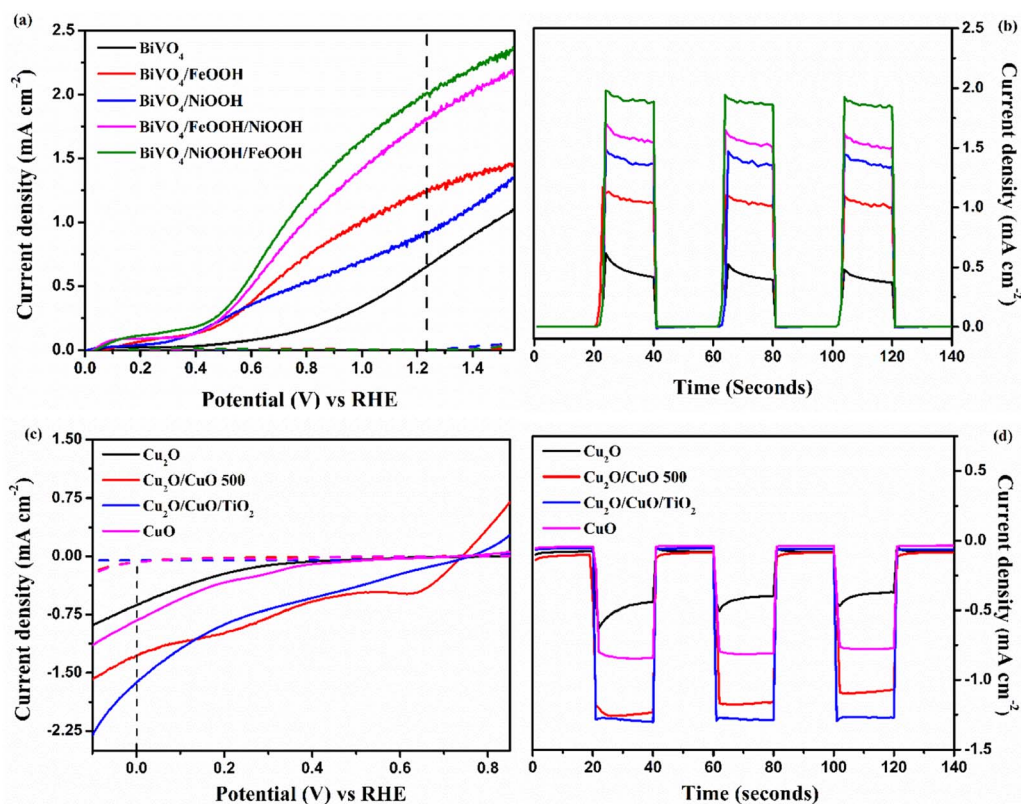 (a)
2.5
2.0
1.5
1.0
0.5
0.0
Current density (mA cm⁻²)
BiVO₄
BiVO₄/FeOOH
BiVO₄/NiOOH
BiVO₄/FeOOH/NiOOH
BiVO₄/NiOOH/FeOOH
0.0 0.2 0.4 0.6 0.8 1.0 1.2 1.4
Potential (V) vs RHE
(b)
2.5
2.0
1.5
1.0
0.5
0.0
Current density (mA cm⁻²)
0 20 40 60 80 100 120 140
Time (Seconds)
(c)
1.50
0.75
0.00
-0.75
-1.50
-2.25
Current density (mA cm⁻²)
Cu₂O
Cu₂O/CuO 500
Cu₂O/CuO/TiO₂
CuO
0.0 0.2 0.4 0.6 0.8
Potential (V) vs RHE
(d)
Cu₂O
Cu₂O/CuO 500
Cu₂O/CuO/TiO₂
CuO
0.5
0.0
-0.5
-1.0
-1.5
Current density (mA cm⁻²)
0 20 40 60 80 100 120 140
Time (Seconds)